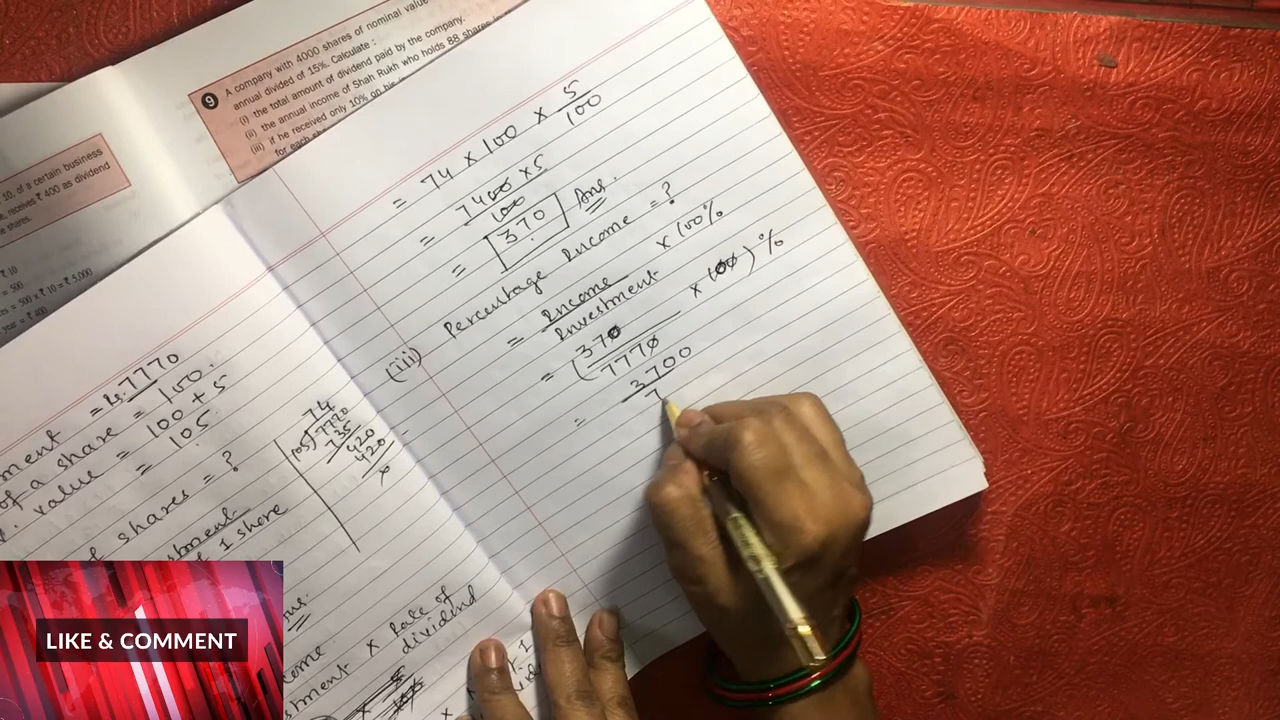 9 A company with 4000 shares of nominal value
annual divided of 15%. Calculate :
(i) the total amount of dividend paid by the company.
(ii) the annual income of Shah Rukh who holds 88 shares
(iii) if he received only 10% on his
for each
10, of a certain business
receives ₹ 400 as dividend
shares.
₹ 10
= 500
= 500 x ₹ 10 = ₹ 5,000
year = ₹ 400
= Rs. 7770
of a share = 100.
value = 100 + 5
= 105
of shares = ?
1 share
74
105)7770
735
420
420
x
Rate of
dividend
= 74 × 100 × 5/100
= 7400 × 5/100
= 370 Ans.
(iii) Percentage Income = ?
= Income/Investment × 100%
= (370/7770 × 100) %
= 3700/7
LIKE & COMMENT